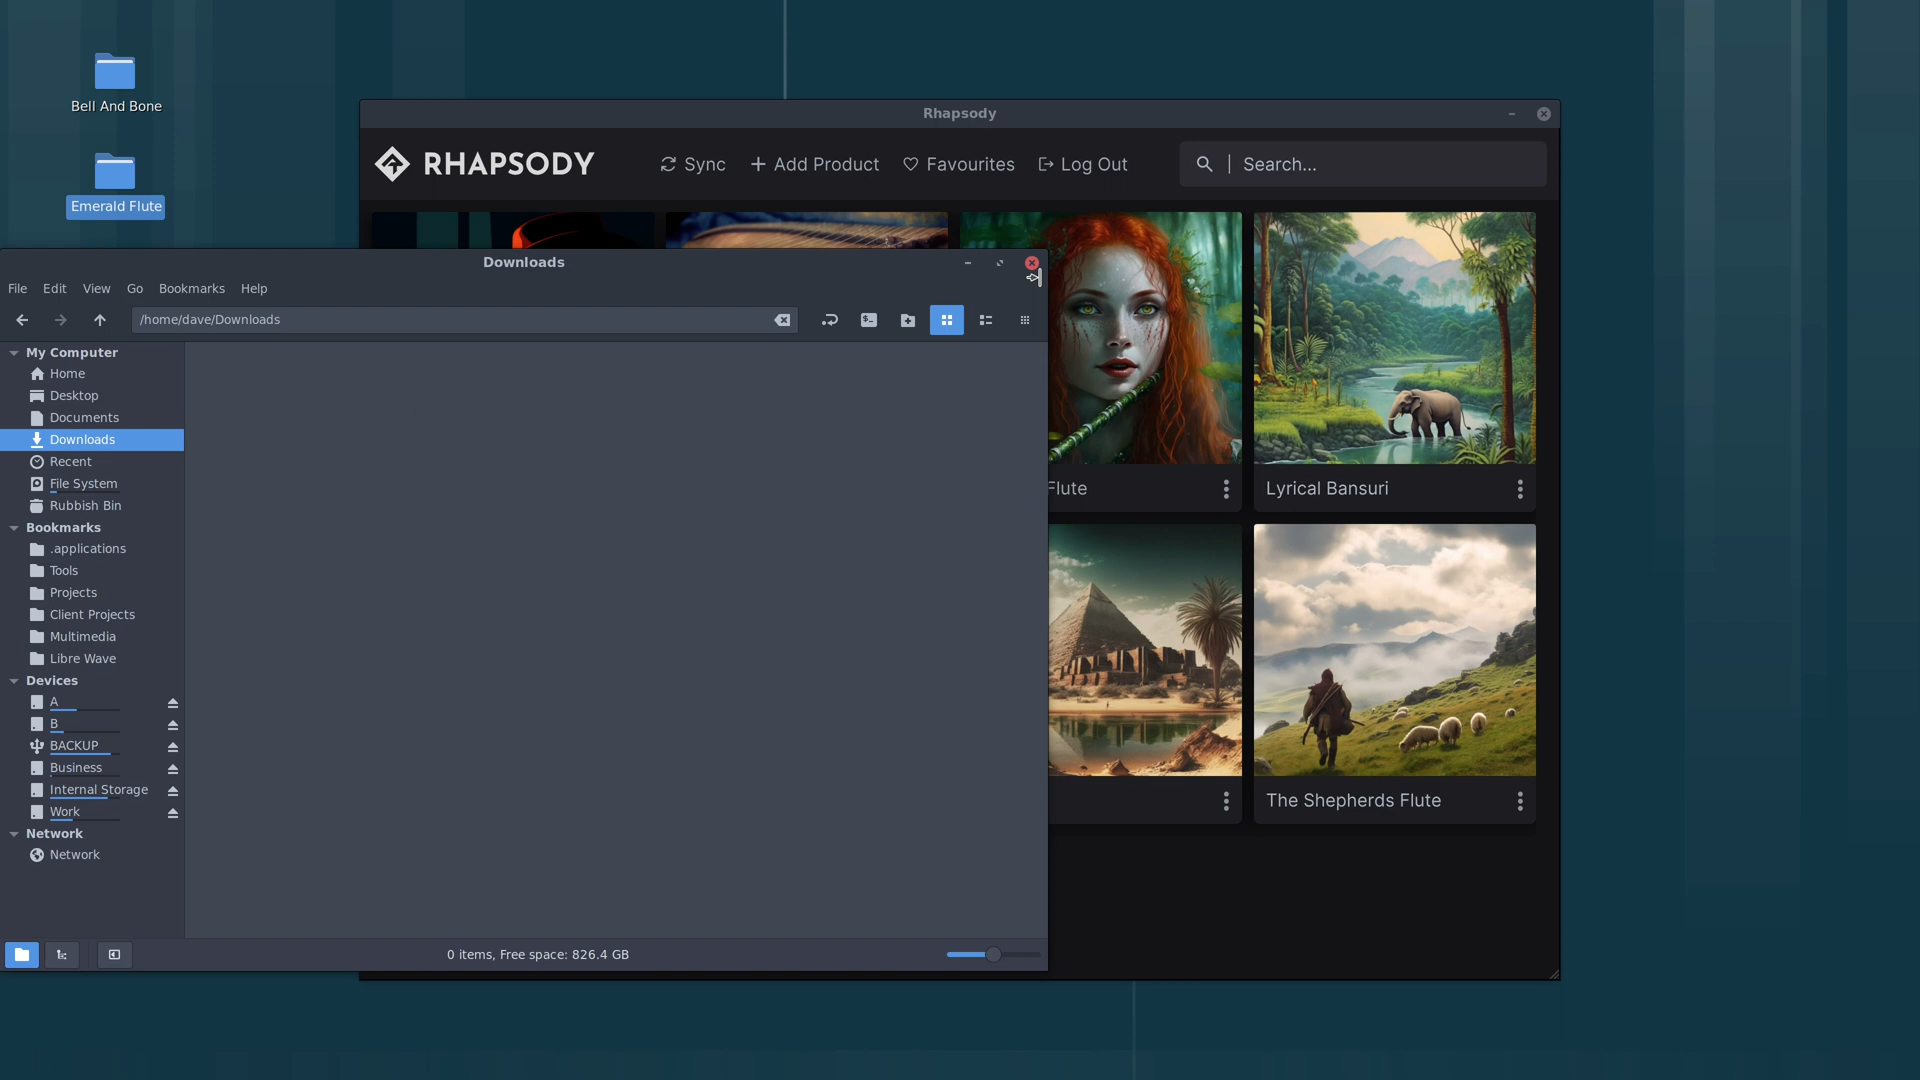 Bell And Bone
Emerald Flute
Rhapsody
RHAPSODY
Sync
Add Product
Favourites
Log Out
Search...
Downloads
File Edit View Go Bookmarks Help
/home/dave/Downloads
My Computer
Home
Desktop
Documents
Downloads
Recent
File System
Rubbish Bin
Bookmarks
.applications
Tools
Projects
Client Projects
Multimedia
Libre Wave
Devices
A
B
BACKUP
Business
Internal Storage
Work
Network
Network
0 items, Free space: 826.4 GB
Flute
Lyrical Bansuri
The Shepherds Flute